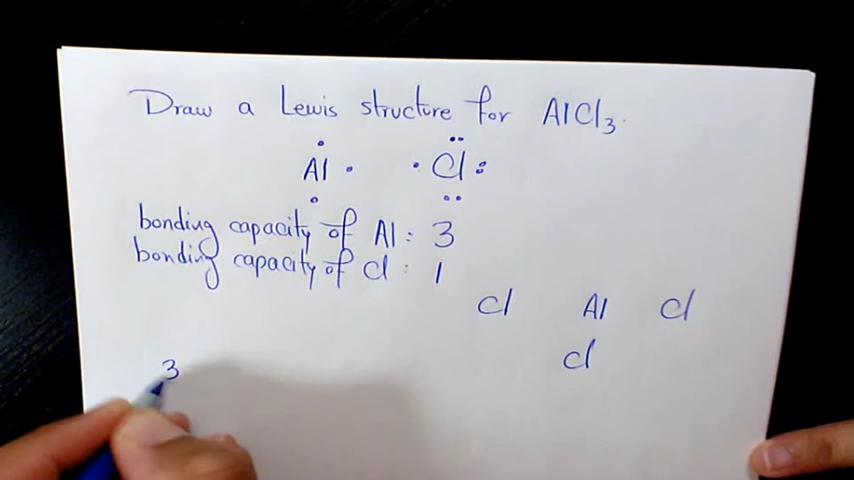 Draw a Lewis structure for AlCl3.
Al Cl
bonding capacity of Al: 3
bonding capacity of Cl: 1
Cl Al Cl
Cl
3